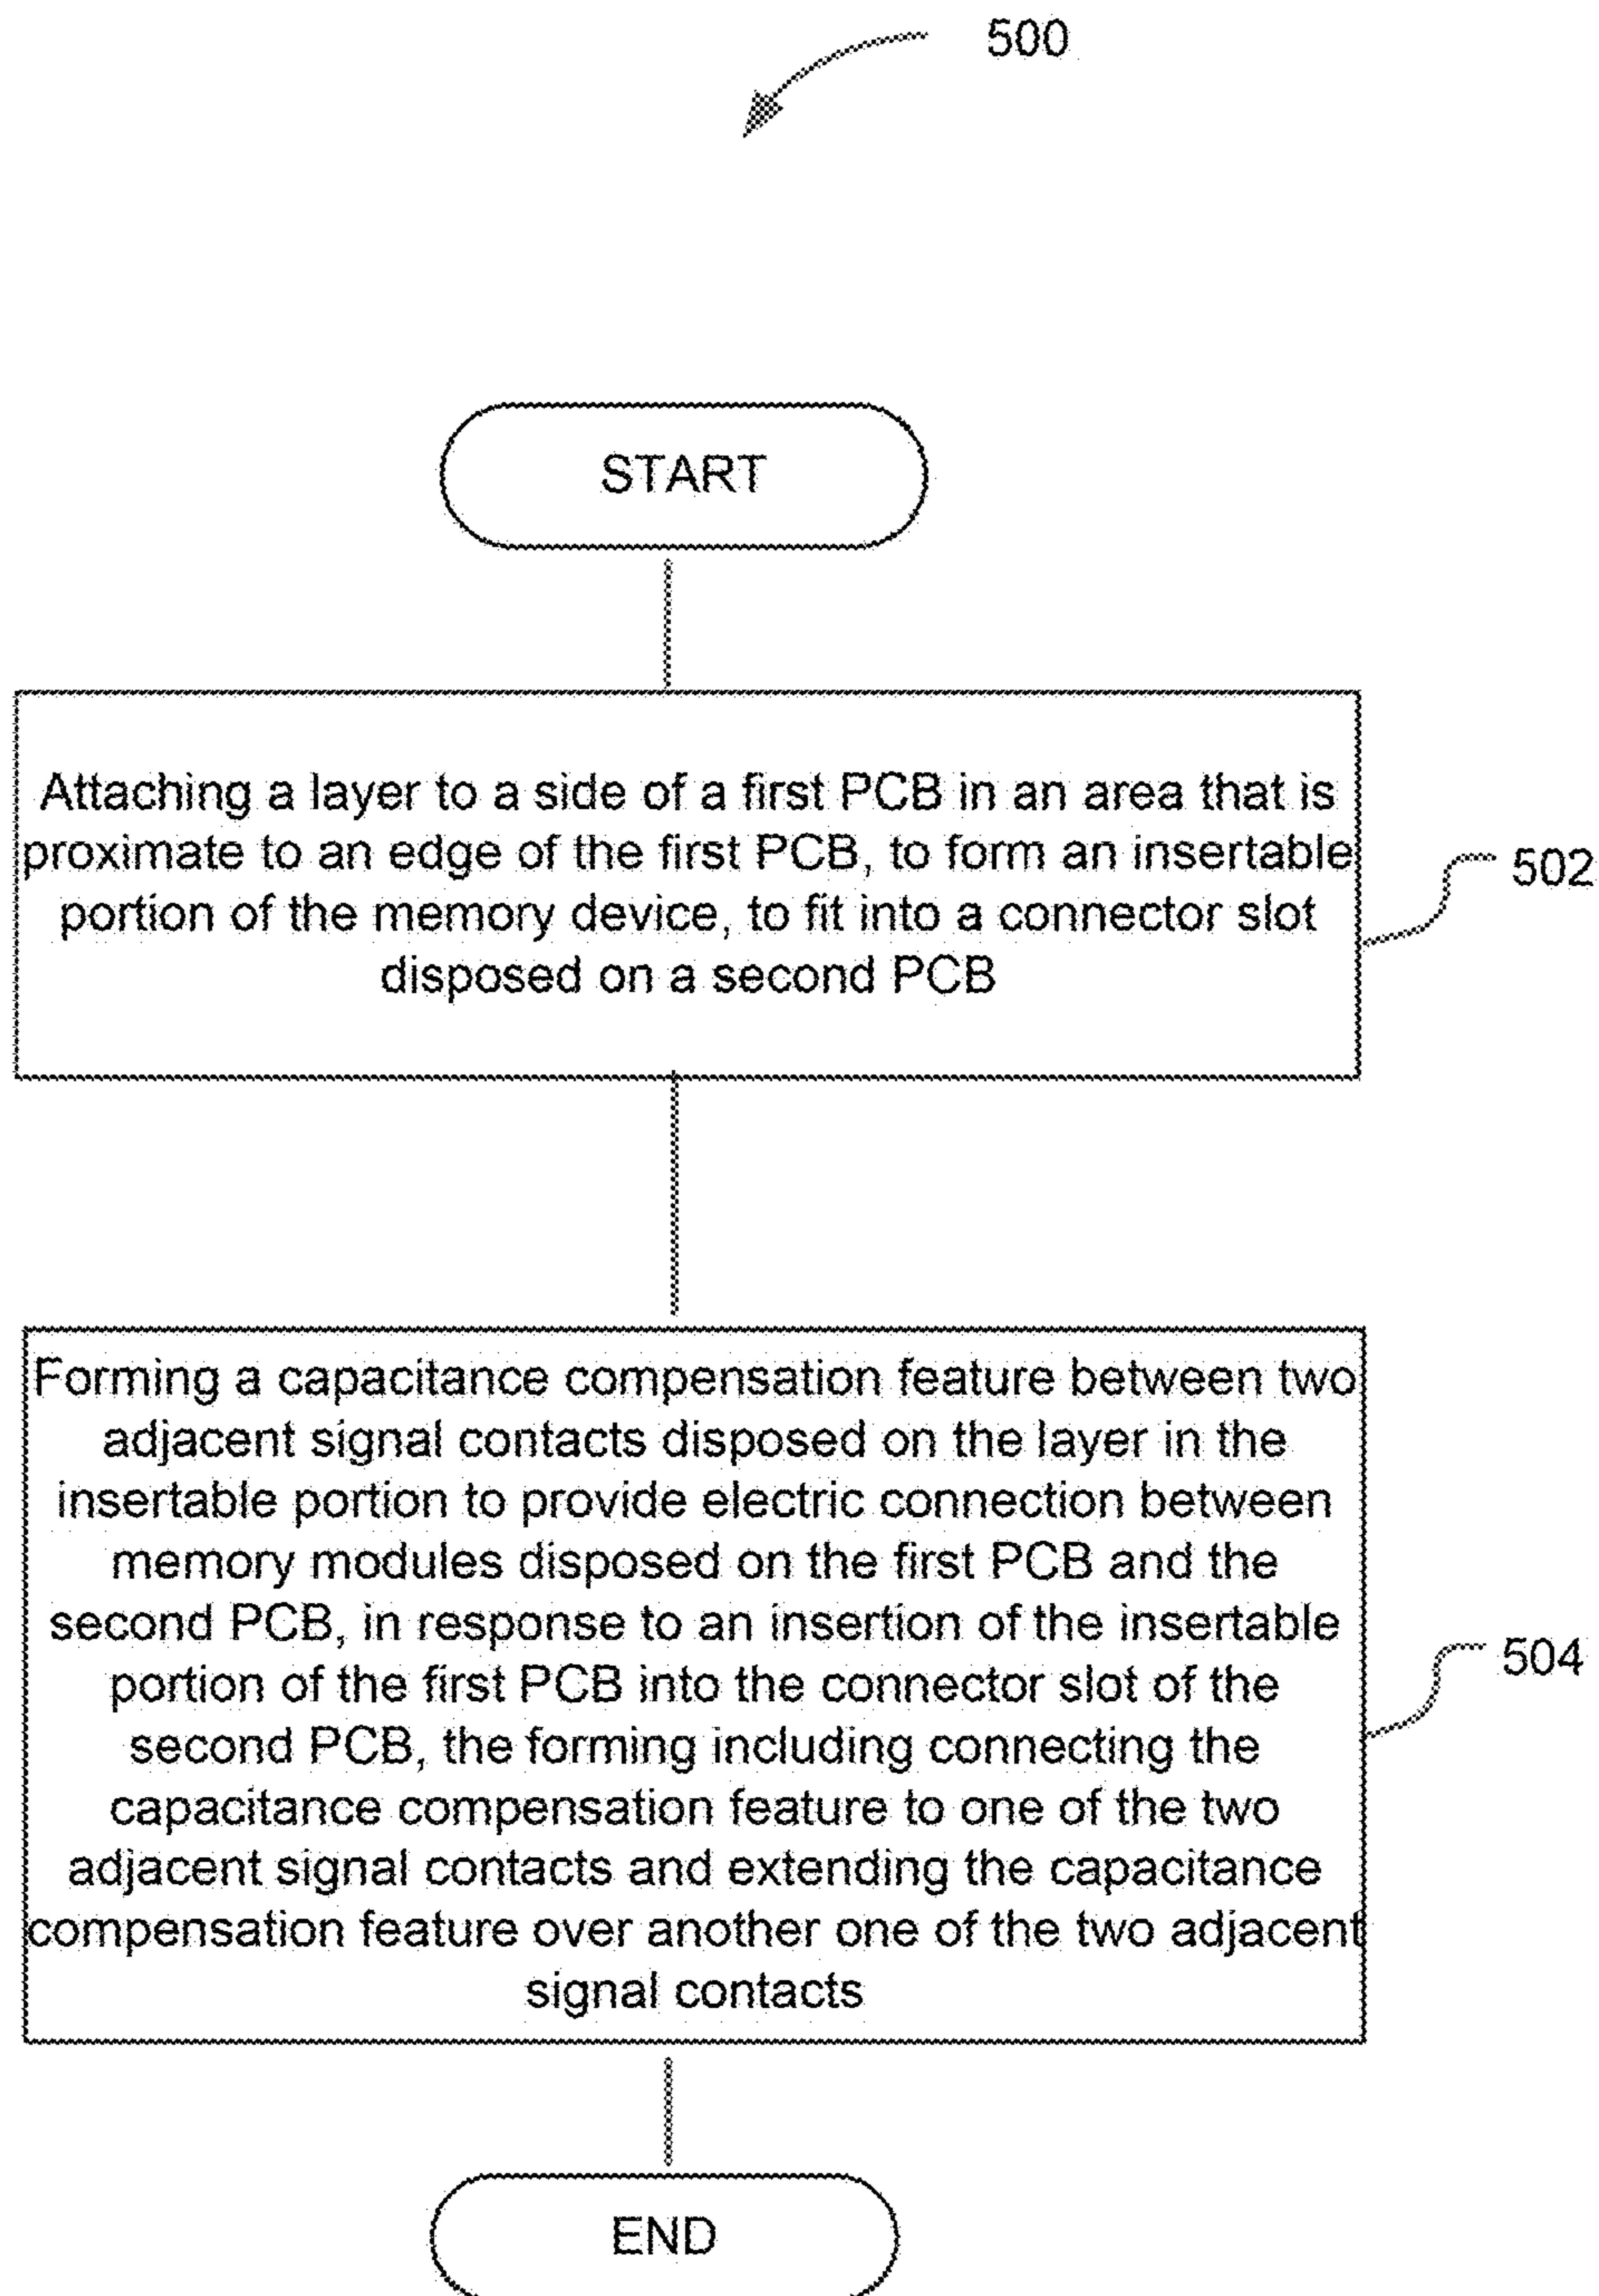 500
START
Attaching a layer to a side of a first PCB in an area that is
proximate to an edge of the first PCB, to form an insertable
portion of the memory device, to fit into a connector slot
disposed on a second PCB
502
Forming a capacitance compensation feature between two
adjacent signal contacts disposed on the layer in the
insertable portion to provide electric connection between
memory modules disposed on the first PCB and the
second PCB, in response to an insertion of the insertable
portion of the first PCB into the connector slot of the
second PCB, the forming including connecting the
capacitance compensation feature to one of the two
adjacent signal contacts and extending the capacitance
compensation feature over another one of the two adjacent
signal contacts
504
END